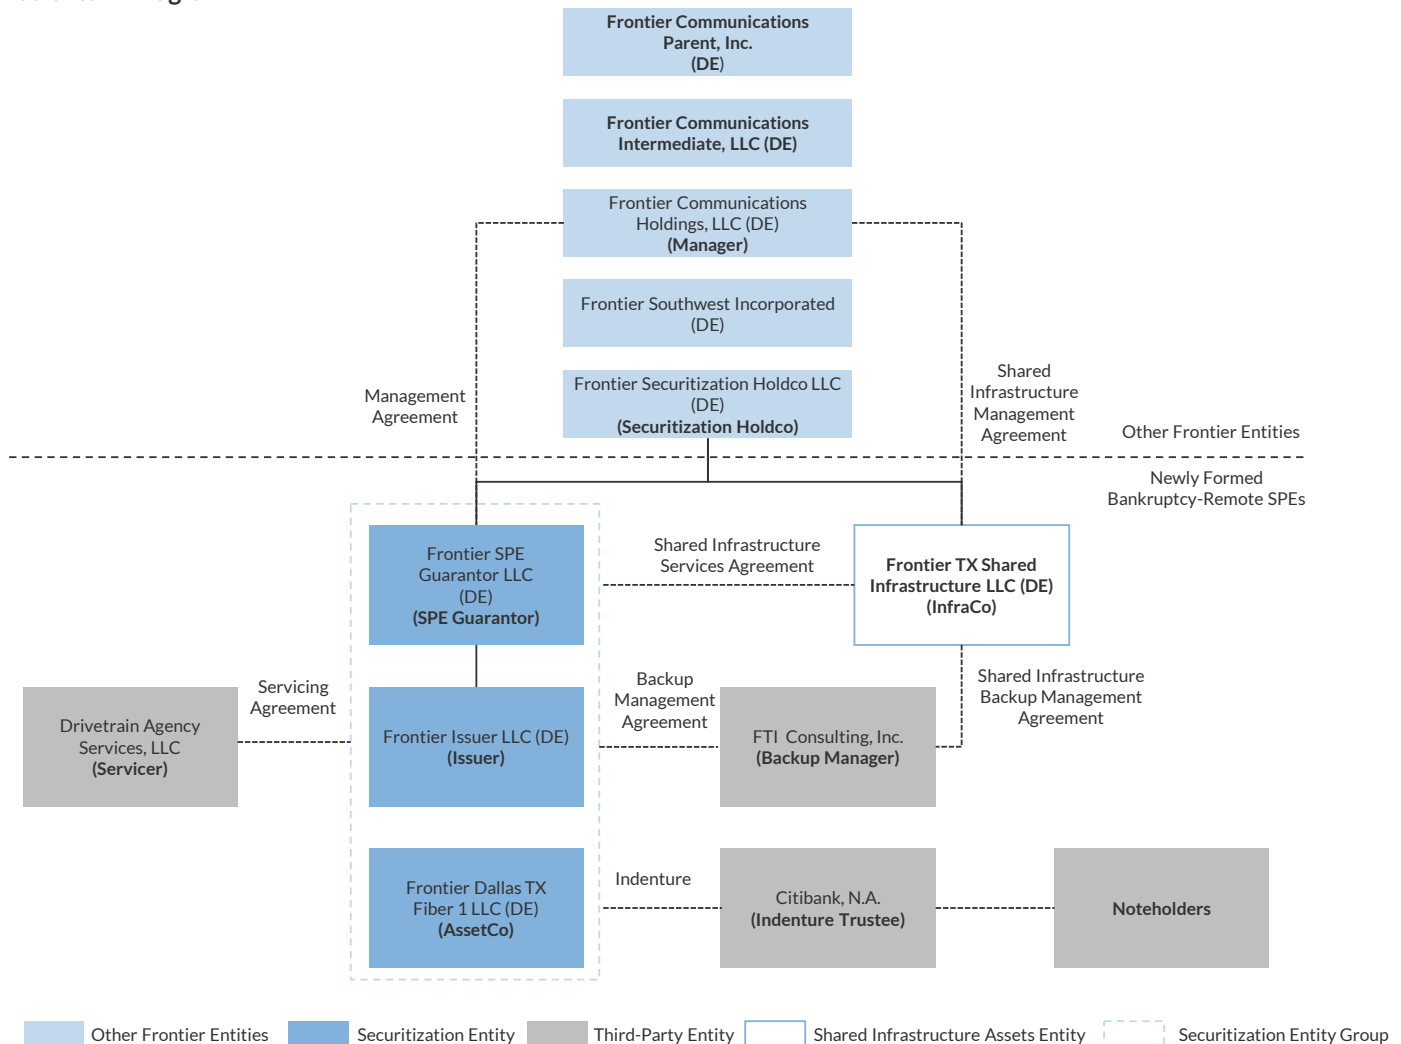 Frontier Communications
Parent, Inc.
(DE)
Frontier Communications
Intermediate, LLC (DE)
Frontier Communications
Holdings, LLC (DE)
(Manager)
Frontier Southwest Incorporated
(DE)
Frontier Securitization Holdco LLC
(DE)
(Securitization Holdco)
Management
Agreement
Shared
Infrastructure
Management
Agreement
Other Frontier Entities
Newly Formed
Bankruptcy-Remote SPEs
Frontier SPE
Guarantor LLC
(DE)
(SPE Guarantor)
Shared Infrastructure
Services Agreement
Frontier TX Shared
Infrastructure LLC (DE)
(InfraCo)
Servicing
Agreement
Backup
Management
Agreement
Shared Infrastructure
Backup Management
Agreement
Drivetrain Agency
Services, LLC
(Servicer)
Frontier Issuer LLC (DE)
(Issuer)
FTI Consulting, Inc.
(Backup Manager)
Frontier Dallas TX
Fiber 1 LLC (DE)
(AssetCo)
Indenture
Citibank, N.A.
(Indenture Trustee)
Noteholders
Other Frontier Entities
Securitization Entity
Third-Party Entity
Shared Infrastructure Assets Entity
Securitization Entity Group